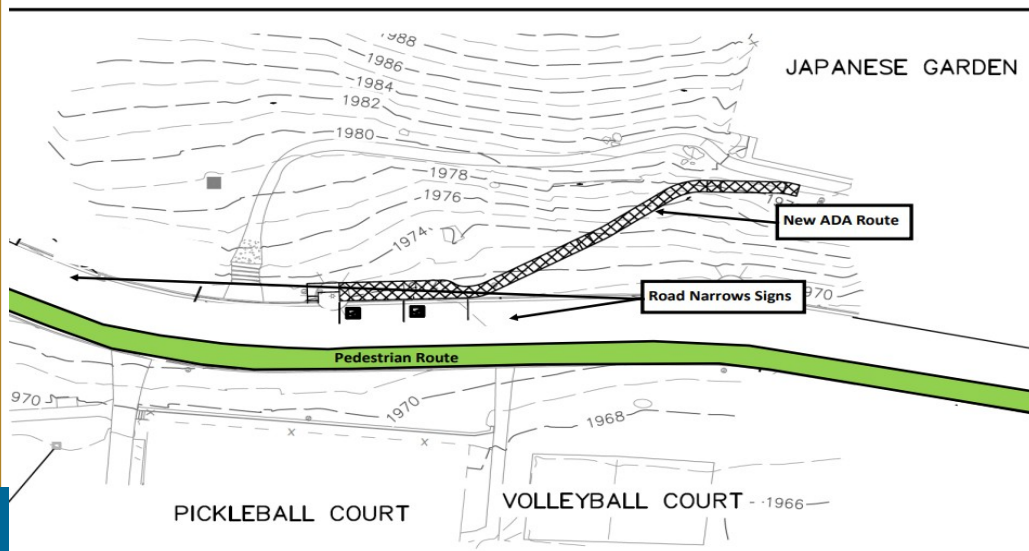 1988
1986
1984
1982
1980
1978
1976
1974
JAPANESE GARDEN
New ADA Route
Road Narrows Signs
970
Pedestrian Route
970
1970
1968
1966
PICKLEBALL COURT
VOLLEYBALL COURT